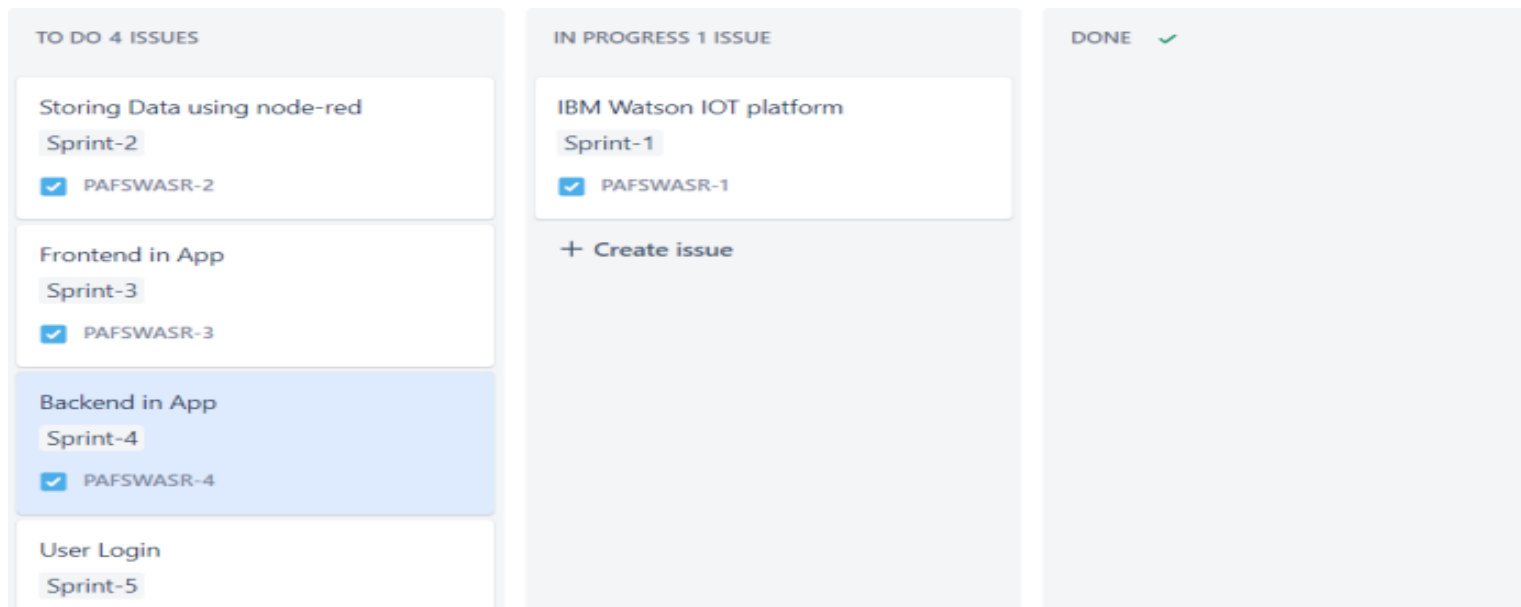 TO DO 4 ISSUES
Storing Data using node-red
Sprint-2
PAFSWASR-2
Frontend in App
Sprint-3
PAFSWASR-3
Backend in App
Sprint-4
PAFSWASR-4
User Login
Sprint-5
IN PROGRESS 1 ISSUE
IBM Watson IOT platform
Sprint-1
PAFSWASR-1
+ Create issue
DONE